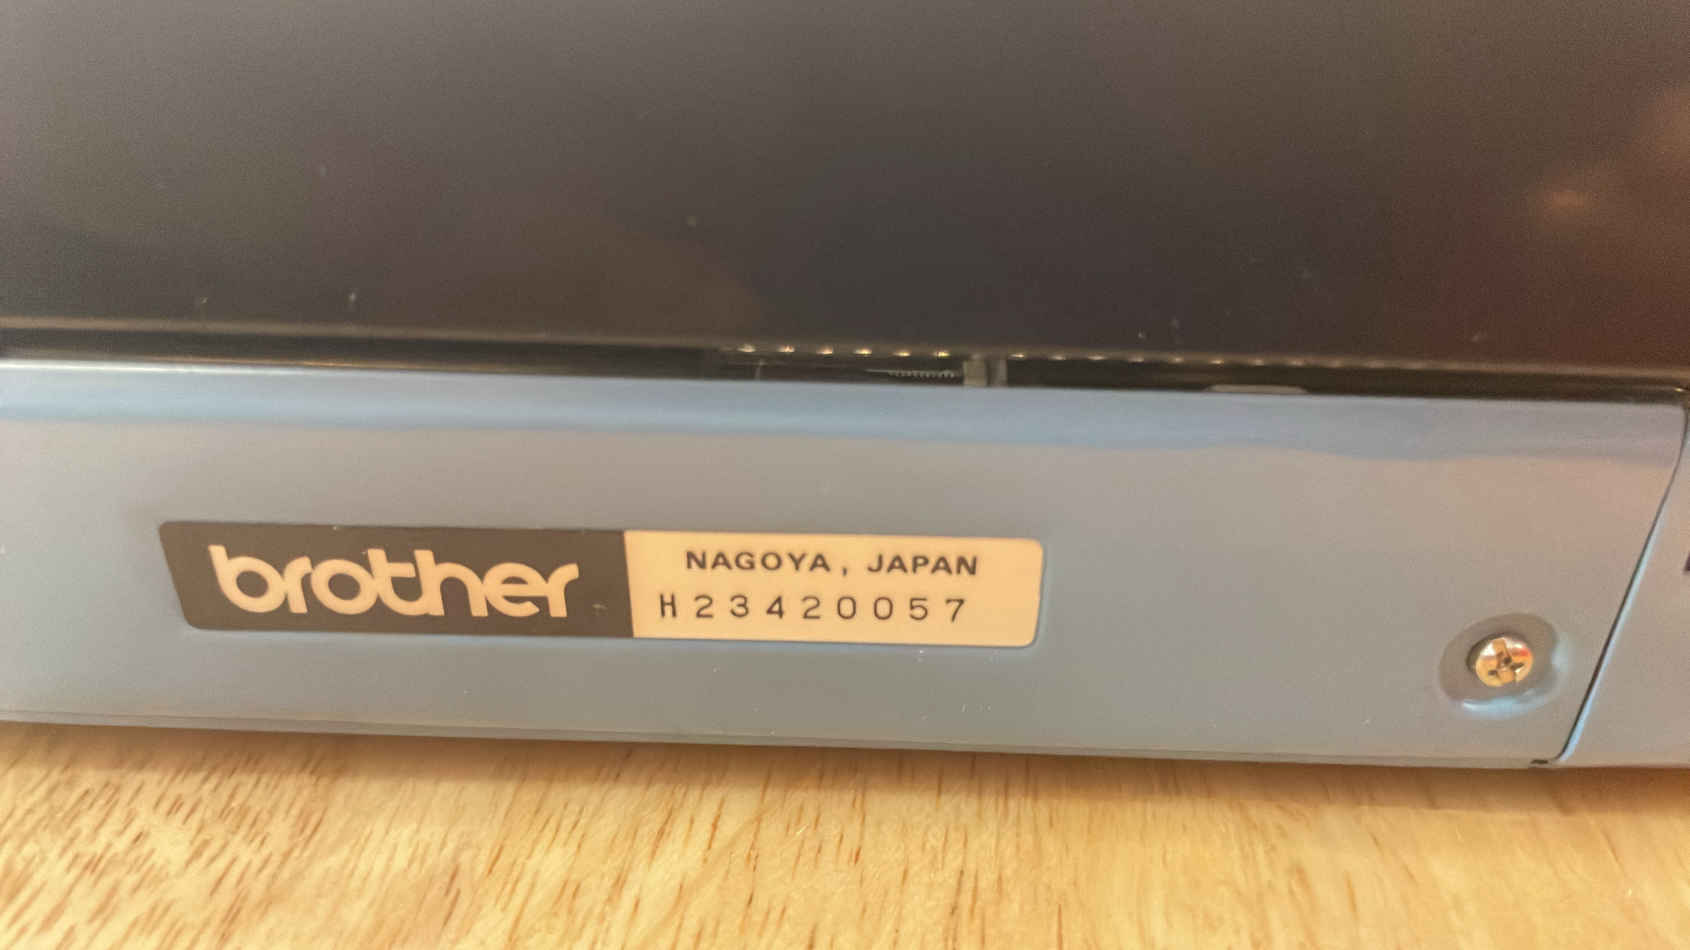 brother
NAGOYA, JAPAN
H23420057